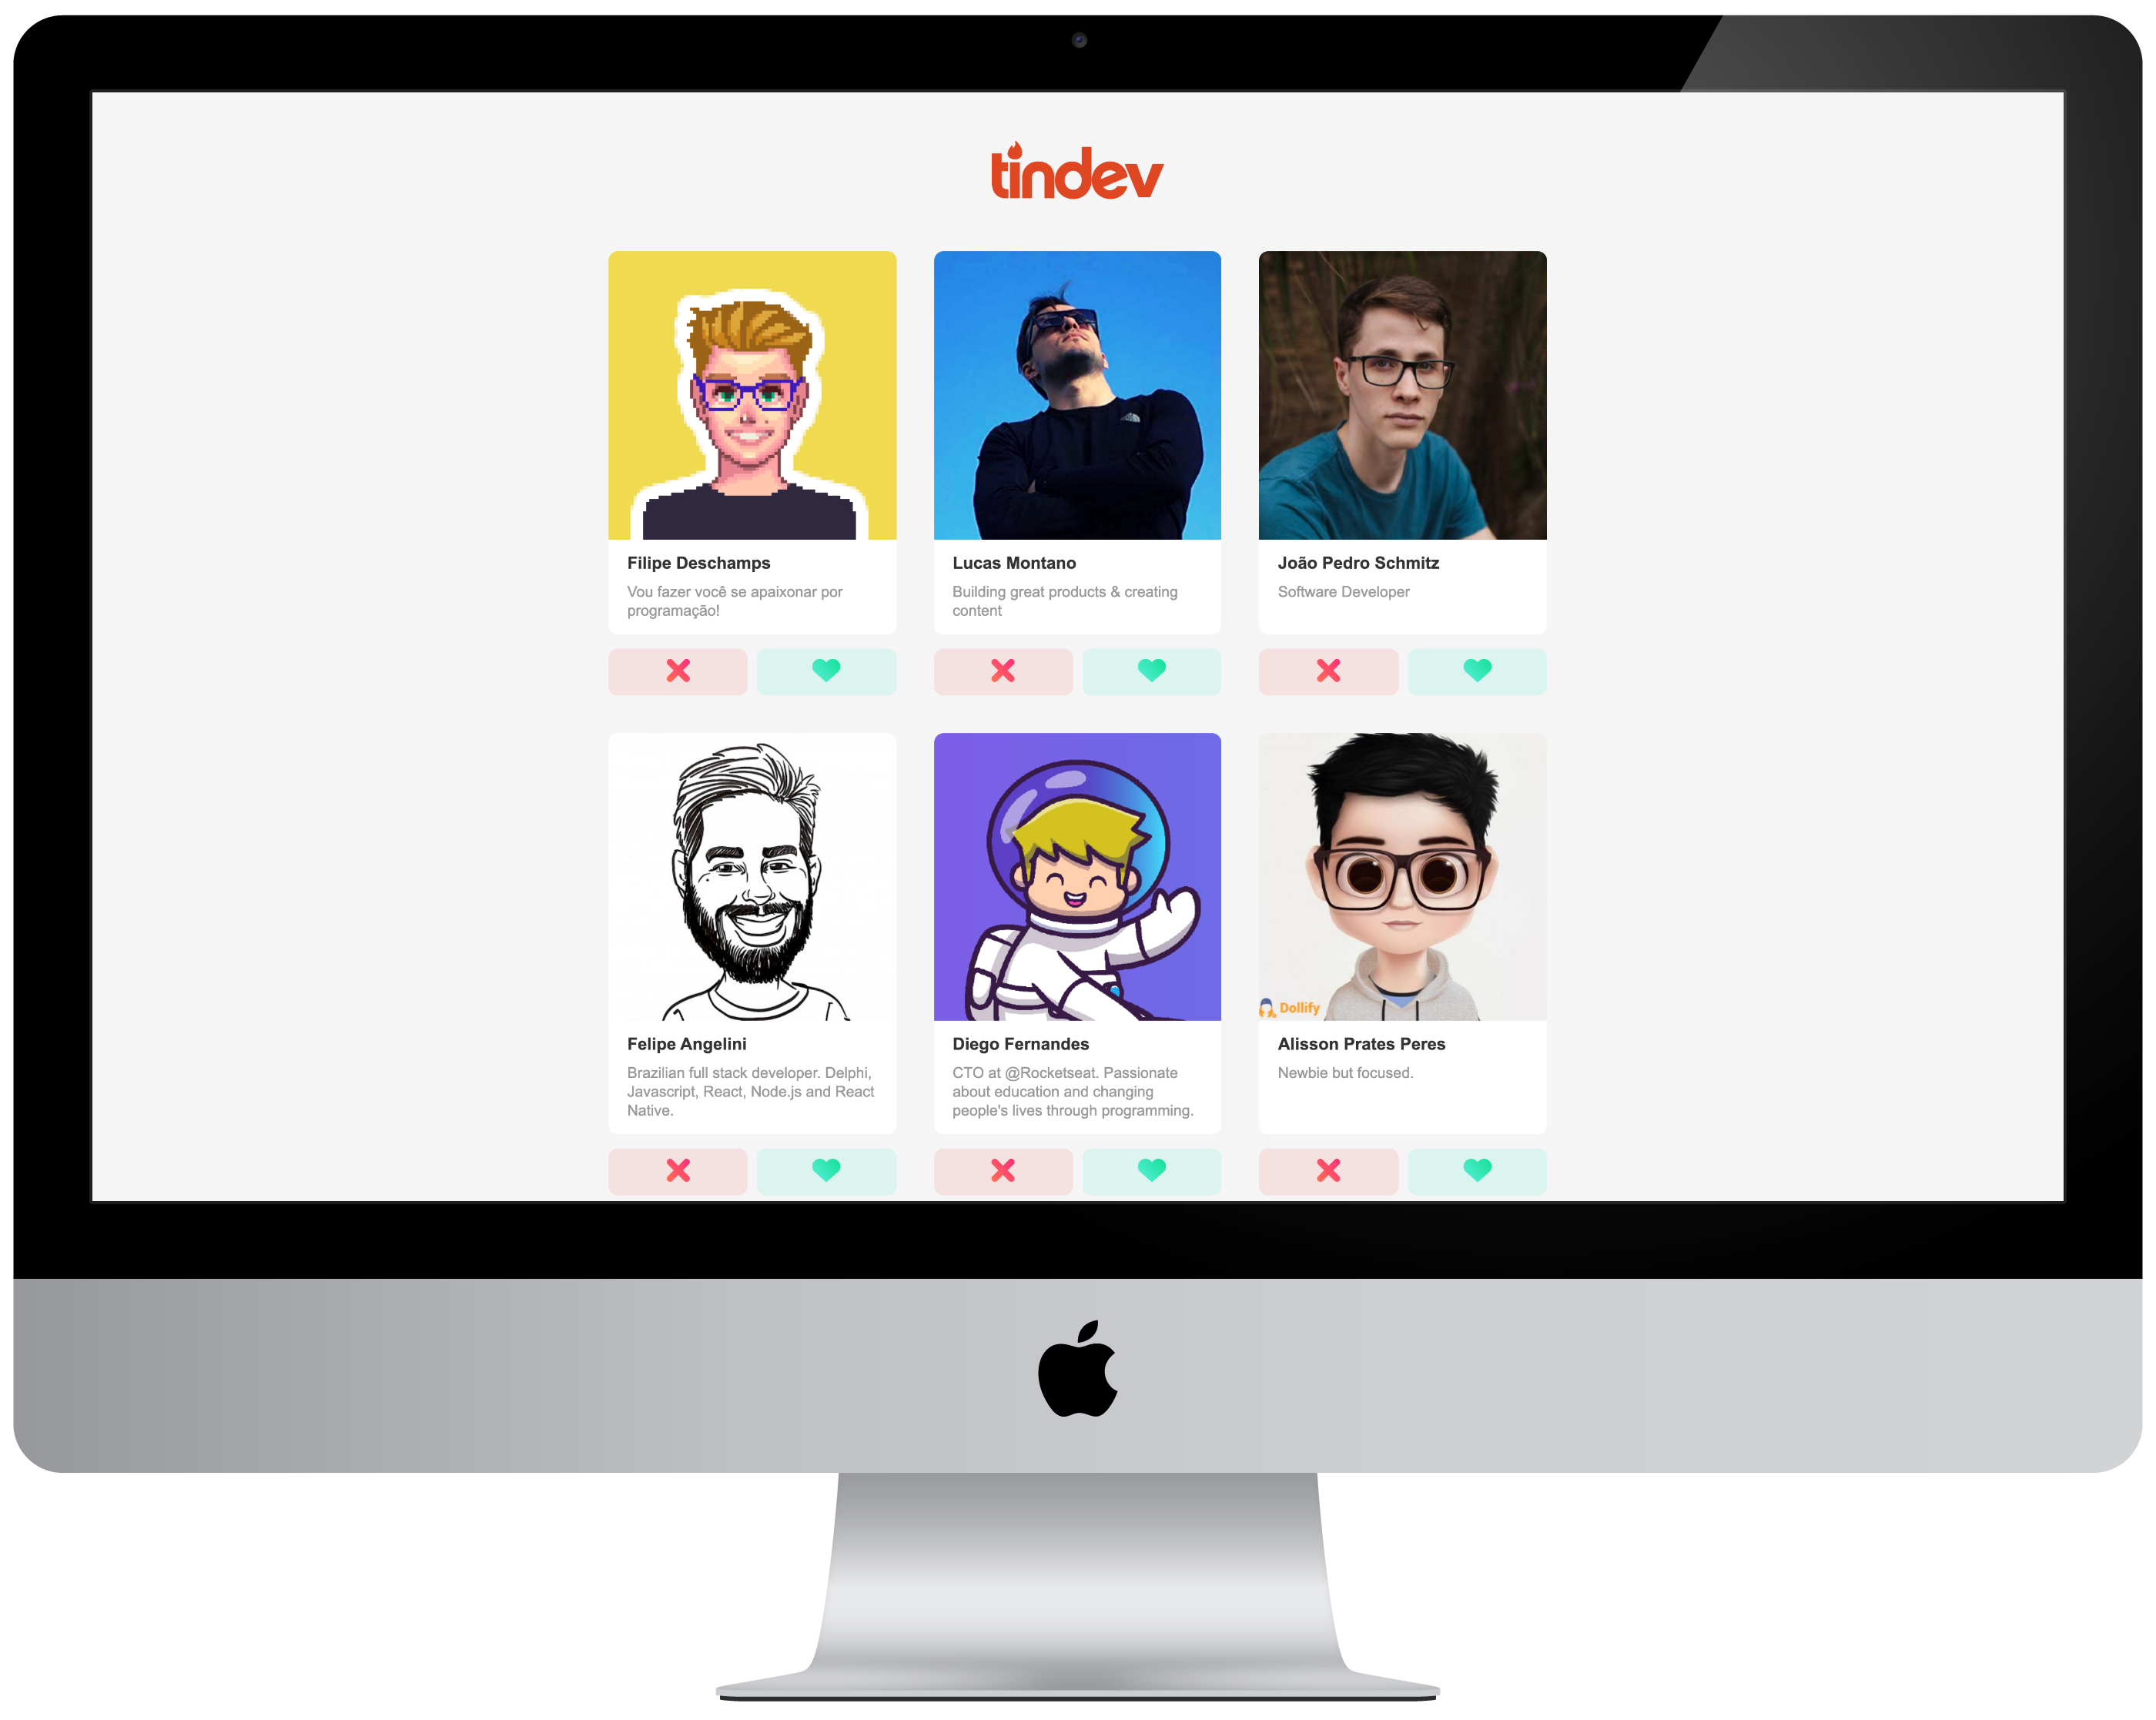 tindev
Filipe Deschamps
Vou fazer você se apaixonar por
programação!
Lucas Montano
Building great products & creating
content
João Pedro Schmitz
Software Developer
Felipe Angelini
Brazilian full stack developer. Delphi,
Javascript, React, Node.js and React
Native.
Diego Fernandes
CTO at @Rocketseat. Passionate
about education and changing
people's lives through programming.
Dollify
Alisson Prates Peres
Newbie but focused.